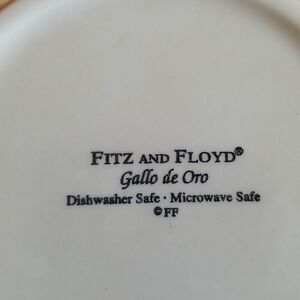 FITZ AND FLOYD®
Gallo de Oro
Dishwasher Safe · Microwave Safe
© FF